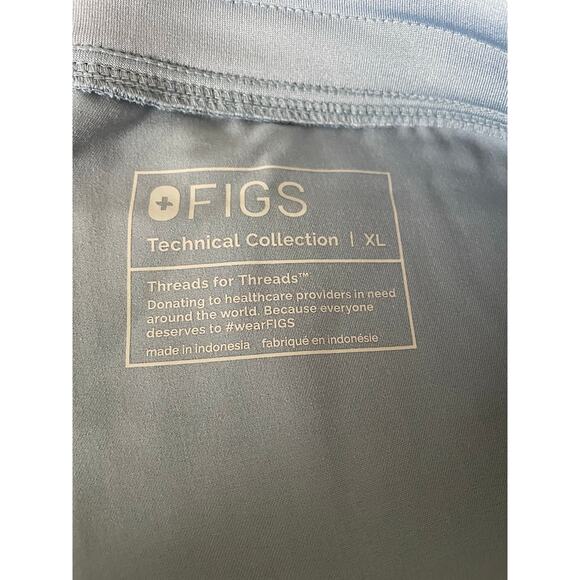 FIGS
Technical Collection | XL
Threads for Threads™
Donating to healthcare providers in need
around the world. Because everyone
deserves to #wearFIGS
made in indonesia fabriqué en indonésie